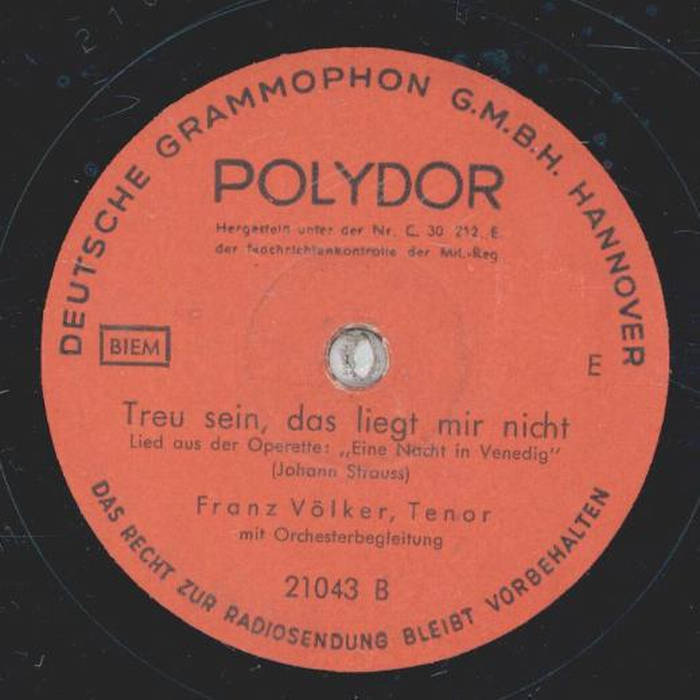 DEUTSCHE GRAMMOPHON G.M.B.H. HANNOVER
POLYDOR
Hergestellt unter der Nr. C. 30 212. E.
der Nachrichtenkontrolle der Mil.-Reg.
BIEM
E
Treu sein, das liegt mir nicht
Lied aus der Operette: „Eine Nacht in Venedig"
(Johann Strauss)
Franz Völker, Tenor
mit Orchesterbegleitung
21043 B
DAS RECHT ZUR RADIOSENDUNG BLEIBT VORBEHALTEN